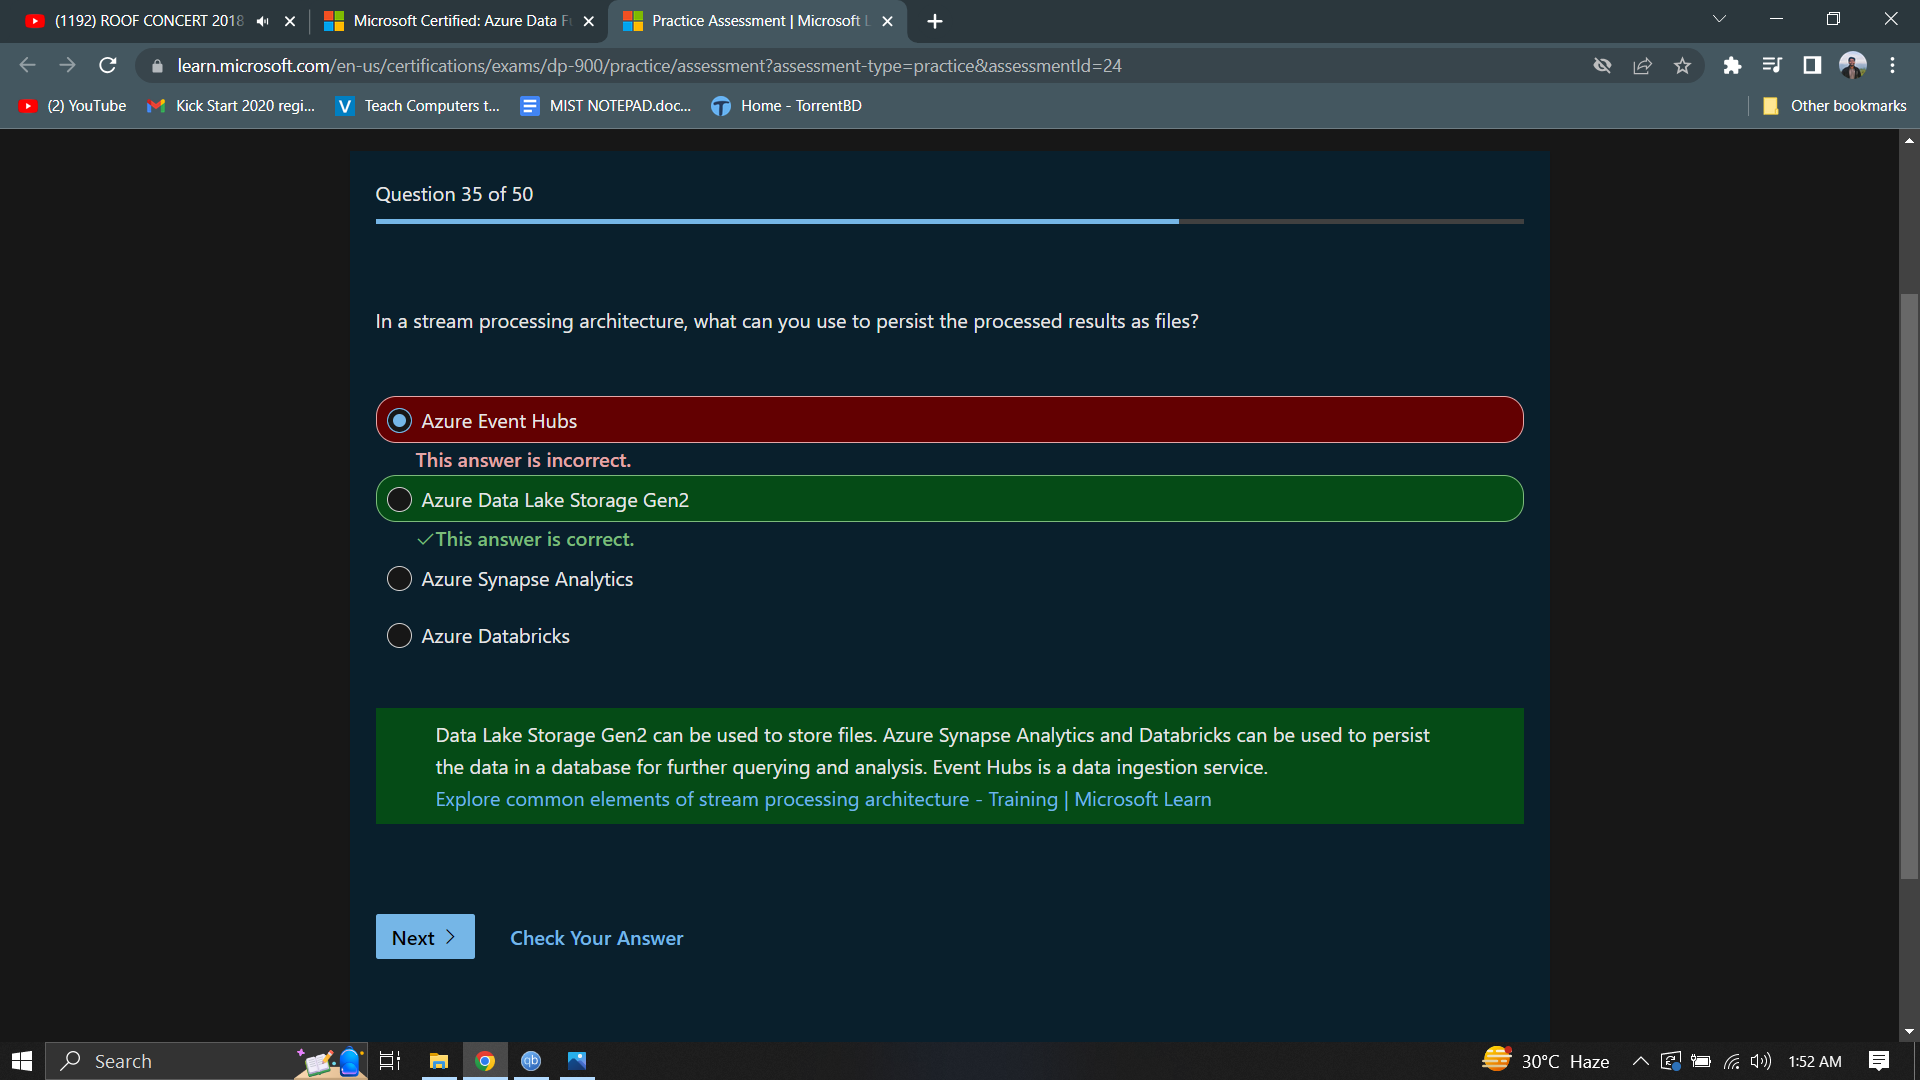 (1192) ROOF CONCERT 2018
Microsoft Certified: Azure Data F
Practice Assessment | Microsoft L
learn.microsoft.com/en-us/certifications/exams/dp-900/practice/assessment?assessment-type=practice&assessmentId=24
(2) YouTube
Kick Start 2020 regi...
V
Teach Computers t...
MIST NOTEPAD.doc...
Home - TorrentBD
Other bookmarks
Question 35 of 50
In a stream processing architecture, what can you use to persist the processed results as files?
Azure Event Hubs
This answer is incorrect.
Azure Data Lake Storage Gen2
✓This answer is correct.
Azure Synapse Analytics
Azure Databricks
Data Lake Storage Gen2 can be used to store files. Azure Synapse Analytics and Databricks can be used to persist
the data in a database for further querying and analysis. Event Hubs is a data ingestion service.
Explore common elements of stream processing architecture - Training | Microsoft Learn
Next >
Check Your Answer
Search
qb
30°C Haze
1:52 AM